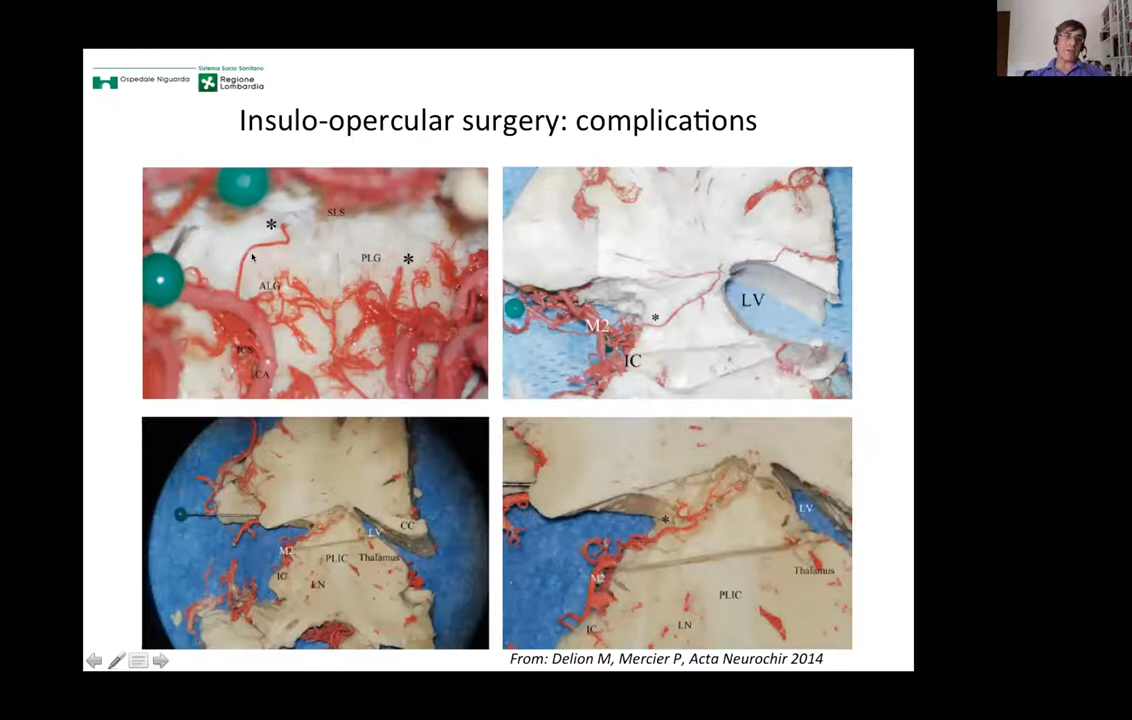 Ospedale Niguarda
Sistema Socio Sanitario
Regione
Lombardia
Insulo-opercular surgery: complications
*
SLS
PLG
*
ALG
ICS
CA
LV
*
M2
IC
*
CC
LV
M2
PLIC
Thalamus
IC
LN
*
LV
M2
Thalamus
PLIC
LN
IC
From: Delion M, Mercier P, Acta Neurochir 2014